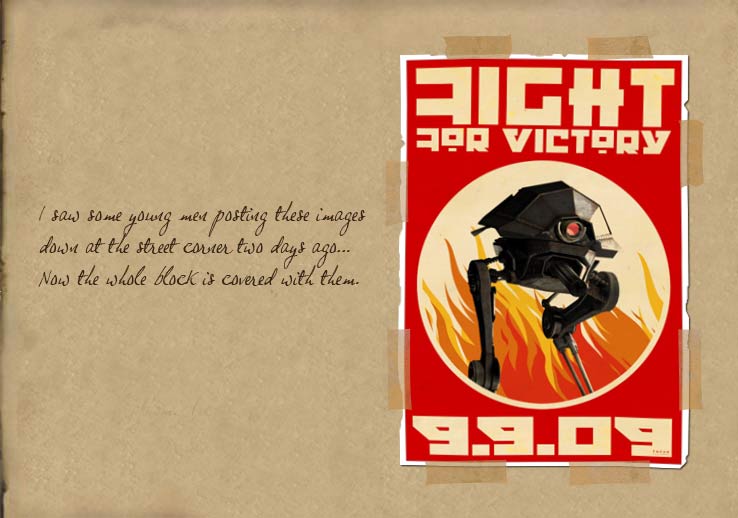 I saw some young men posting these images
down at the street corner two days ago...
Now the whole block is covered with them.
FIGHT
FOR VICTORY
9.9.09